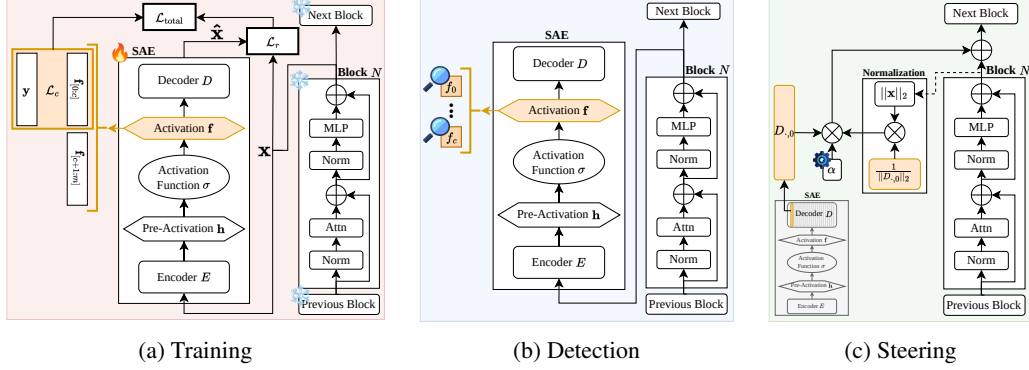 ℒ_total
Next Block
x̂
ℒ_r
SAE
Block N
Decoder D
y
ℒ_c
f_[0:c]
Activation f
MLP
f_[c+1:m]
x
Norm
Activation
Function σ
Pre-Activation h
Attn
Encoder E
Norm
Previous Block
(a) Training
Next Block
SAE
Block N
Decoder D
f_0
⋮
f_c
Activation f
MLP
Norm
Activation
Function σ
Pre-Activation h
Attn
Encoder E
Norm
Previous Block
(b) Detection
Next Block
Normalization
Block N
||x||_2
D_{·,0}
MLP
α
1/||D_{·,0}||_2
Norm
SAE
Decoder D
Activation f
Activation
Function σ
Pre-Activation h
Encoder E
Attn
Norm
Previous Block
(c) Steering